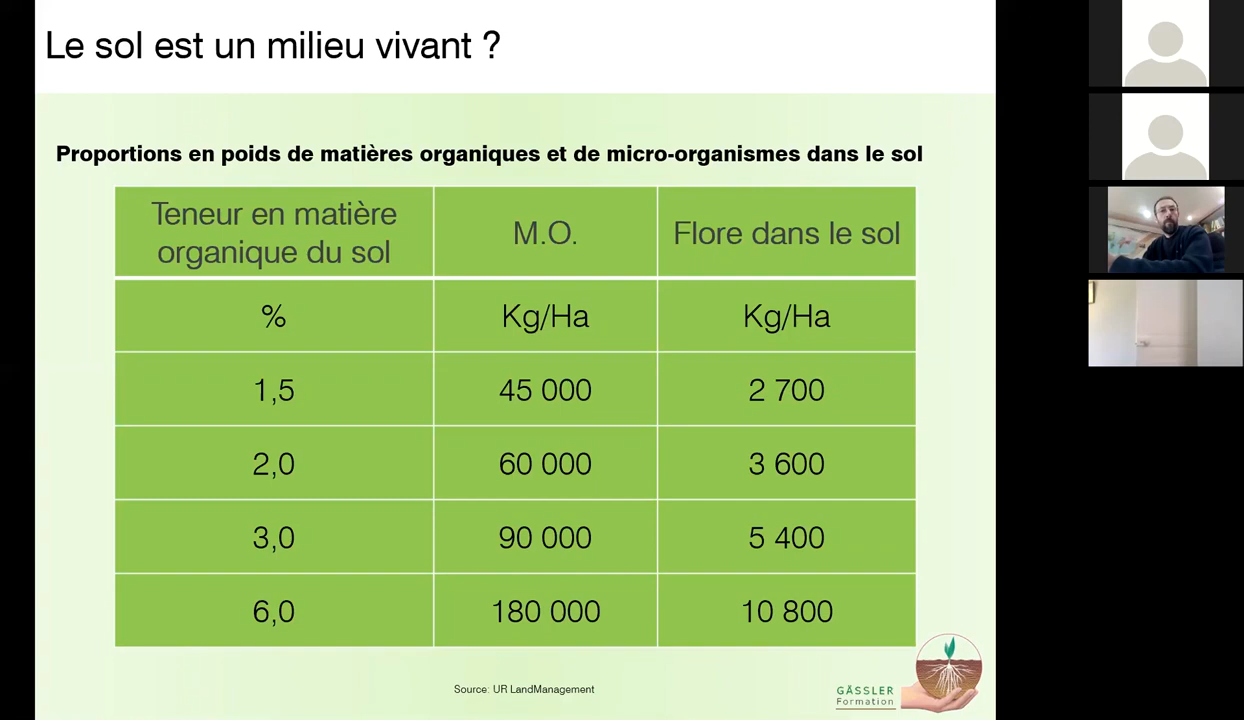 Le sol est un milieu vivant ?
Proportions en poids de matières organiques et de micro-organismes dans le sol
Teneur en matière
organique du sol
M.O.
Flore dans le sol
%
Kg/Ha
Kg/Ha
1,5
45 000
2 700
2,0
60 000
3 600
3,0
90 000
5 400
6,0
180 000
10 800
Source: UR LandManagement
GÄSSLER
Formation